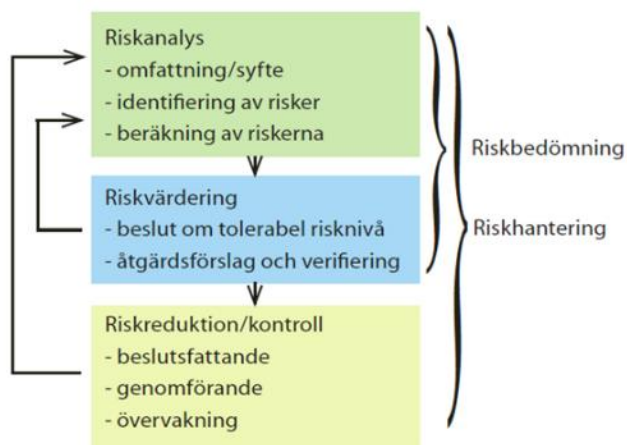 Riskanalys
- omfattning/syfte
- identifiering av risker
- beräkning av riskerna
Riskvärdering
- beslut om tolerabel risknivå
- åtgärdsförslag och verifiering
Riskreduktion/kontroll
- beslutsfattande
- genomförande
- övervakning
Riskbedömning
Riskhantering